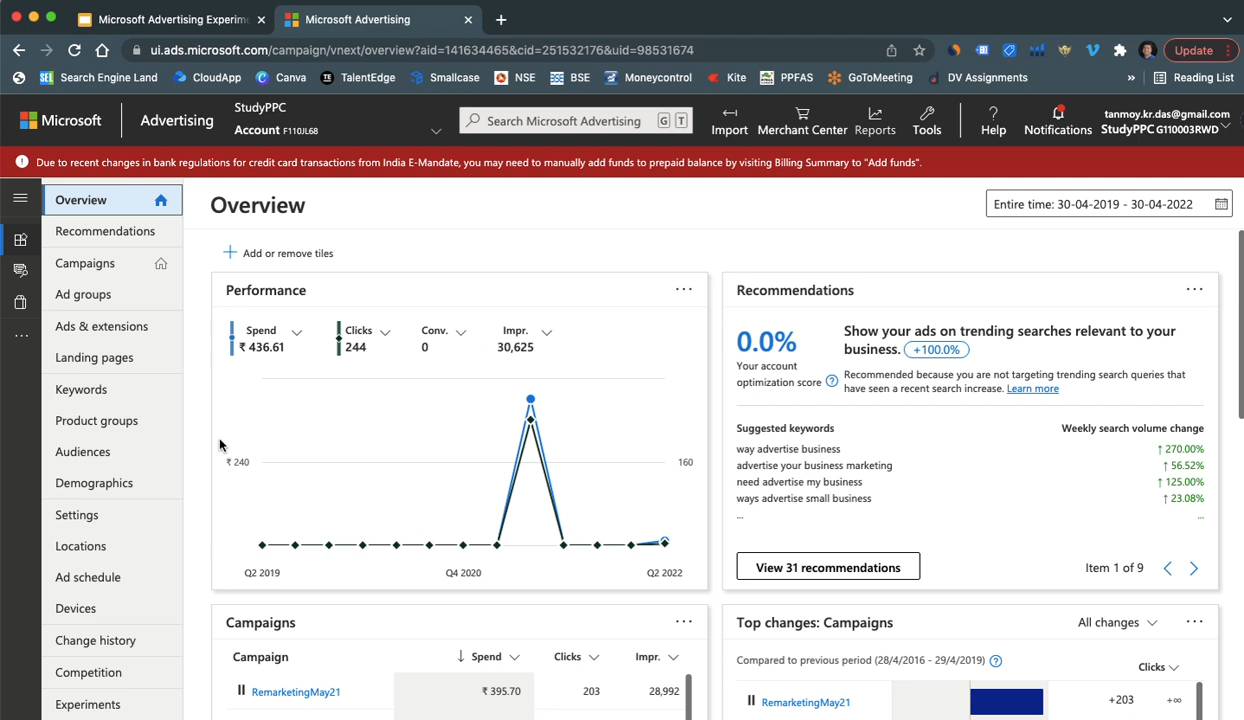 Microsoft Advertising Experime
Microsoft Advertising
ui.ads.microsoft.com/campaign/vnext/overview?aid=141634465&cid=251532176&uid=98531674
Update
SEL Search Engine Land
CloudApp
Canva
TE TalentEdge
Smallcase
NSE
BSE
Moneycontrol
Kite
PPFAS
GoToMeeting
DV Assignments
»
Reading List
Microsoft
Advertising
StudyPPC
Account F110JL68
Search Microsoft Advertising G T
Import
Merchant Center
Reports
Tools
Help
Notifications
tanmoy.kr.das@gmail.com
StudyPPC G110003RWD
Due to recent changes in bank regulations for credit card transactions from India E-Mandate, you may need to manually add funds to prepaid balance by visiting Billing Summary to "Add funds".
Overview
Recommendations
Campaigns
Ad groups
Ads & extensions
Landing pages
Keywords
Product groups
Audiences
Demographics
Settings
Locations
Ad schedule
Devices
Change history
Competition
Experiments
Overview
Entire time: 30-04-2019 - 30-04-2022
Add or remove tiles
Performance
Spend
₹ 436.61
Clicks
244
Conv.
0
Impr.
30,625
₹ 240
160
Q2 2019
Q4 2020
Q2 2022
Recommendations
0.0%
Your account
optimization score
Show your ads on trending searches relevant to your
business. +100.0%
Recommended because you are not targeting trending search queries that
have seen a recent search increase. Learn more
Suggested keywords Weekly search volume change
way advertise business ↑ 270.00%
advertise your business marketing ↑ 56.52%
need advertise my business ↑ 125.00%
ways advertise small business ↑ 23.08%
... ...
View 31 recommendations
Item 1 of 9
Campaigns
Campaign ↓ Spend Clicks Impr.
RemarketingMay21 ₹ 395.70 203 28,992
Top changes: Campaigns
All changes
Compared to previous period (28/4/2016 - 29/4/2019)
Clicks
RemarketingMay21 +203 +∞